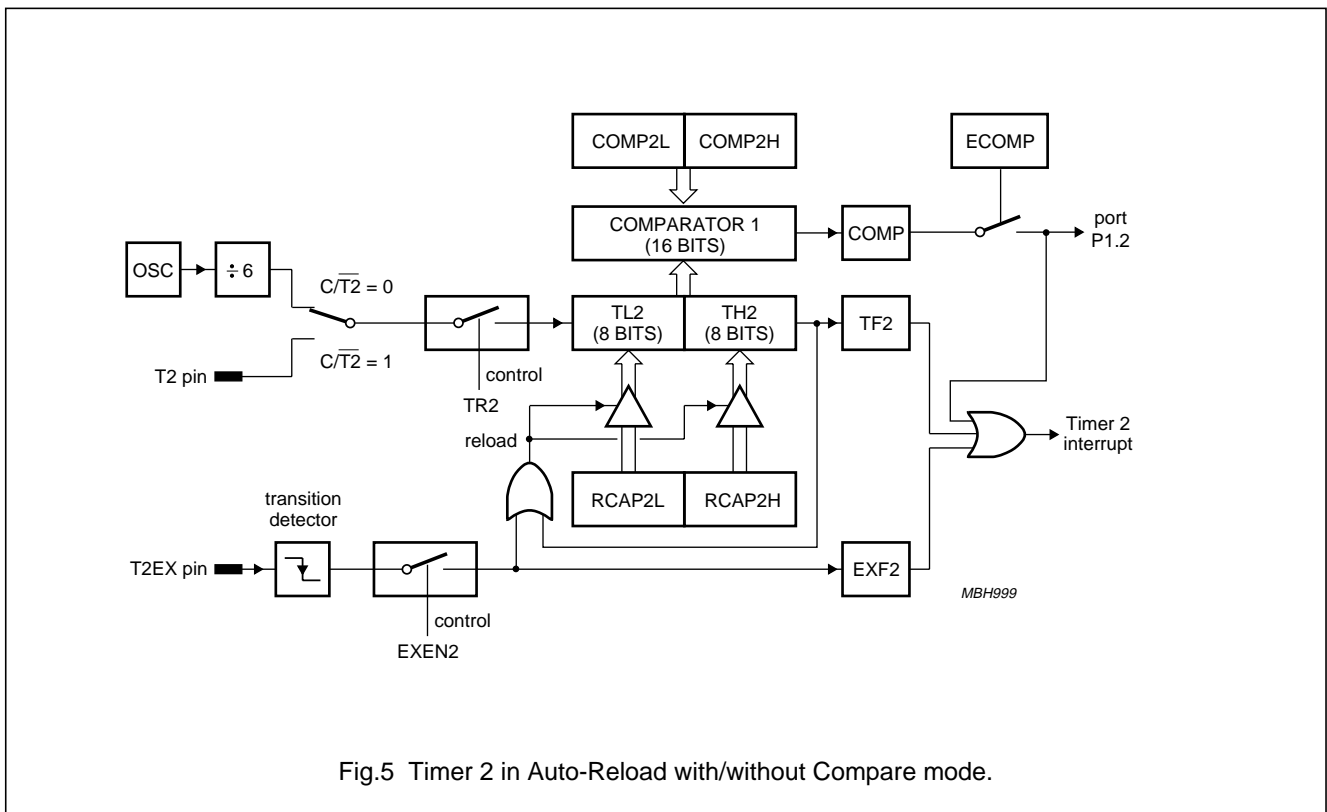 COMP2L COMP2H ECOMP
COMPARATOR 1
(16 BITS)
COMP
port
P1.2
OSC
÷ 6
C/T̅2̅ = 0
C/T̅2̅ = 1
T2 pin
control
TR2
TL2
(8 BITS)
TH2
(8 BITS)
TF2
reload
RCAP2L RCAP2H
Timer 2
interrupt
transition
detector
T2EX pin
control
EXEN2
EXF2
MBH999
Fig.5 Timer 2 in Auto-Reload with/without Compare mode.